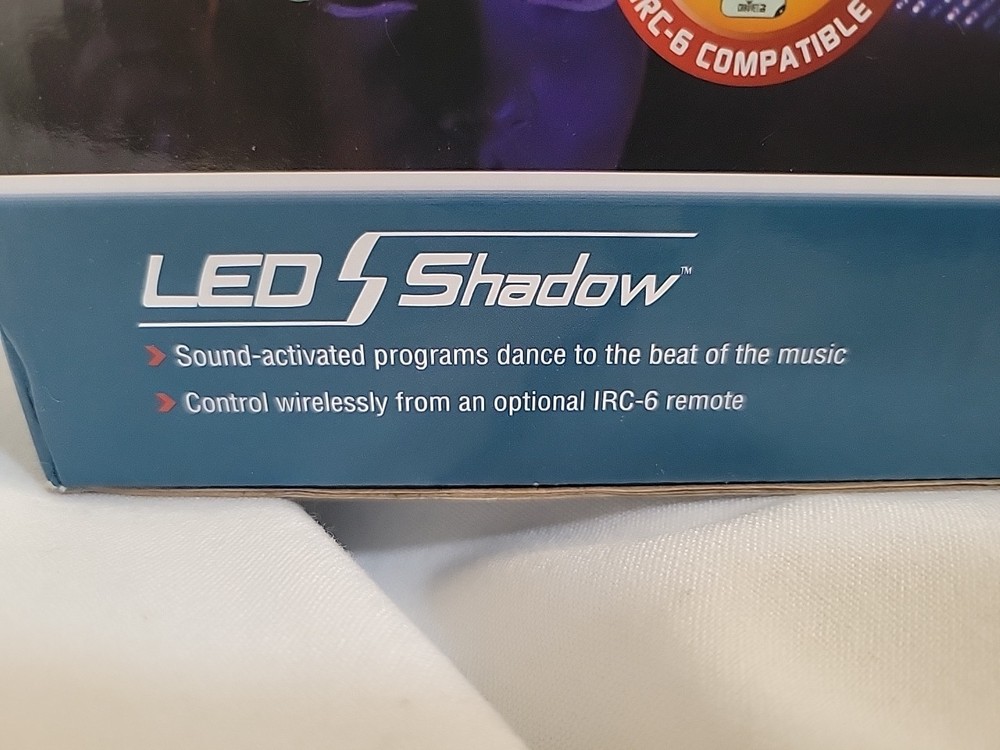 IRC-6 COMPATIBLE
LED Shadow™
Sound-activated programs dance to the beat of the music
Control wirelessly from an optional IRC-6 remote